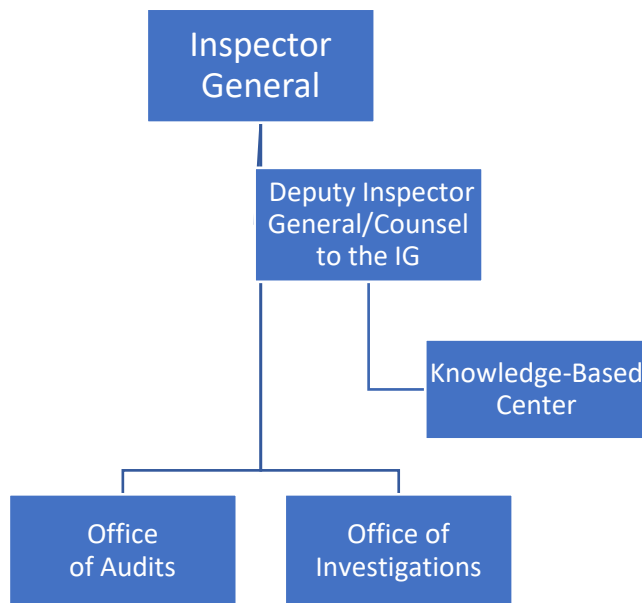 Inspector
General
Deputy Inspector
General/Counsel
to the IG
Knowledge-Based
Center
Office
of Audits
Office of
Investigations